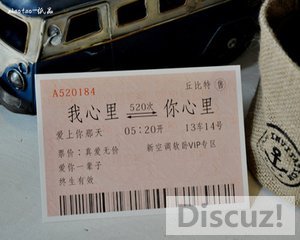 A520184
丘比特 售
我心里 520次 你心里
爱上你那天 05:20开 13车14号
票价:真爱无价 新空调软卧VIP专区
爱你一辈子
终生有效
Discuz!